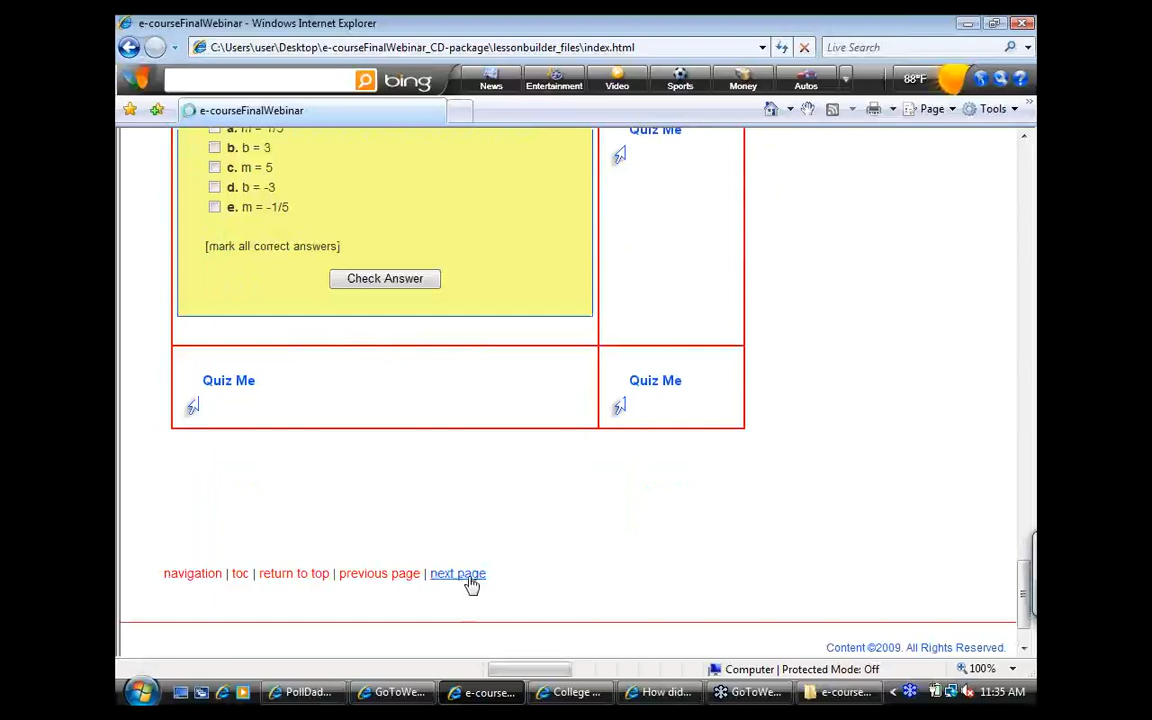 e-courseFinalWebinar - Windows Internet Explorer
C:\Users\user\Desktop\e-courseFinalWebinar_CD-package\lessonbuilder_files\index.html
Live Search
bing
News
Entertainment
Video
Sports
Money
Autos
88°F
e-courseFinalWebinar
Page
Tools
a. m = 1/5
Quiz Me
b. b = 3
c. m = 5
d. b = -3
e. m = -1/5
[mark all correct answers]
Check Answer
Quiz Me
Quiz Me
navigation | toc | return to top | previous page | next page
Content ©2009. All Rights Reserved.
Computer | Protected Mode: Off
100%
PollDad...
GoToWe...
e-course...
College ...
How did...
GoToWe...
e-course...
11:35 AM